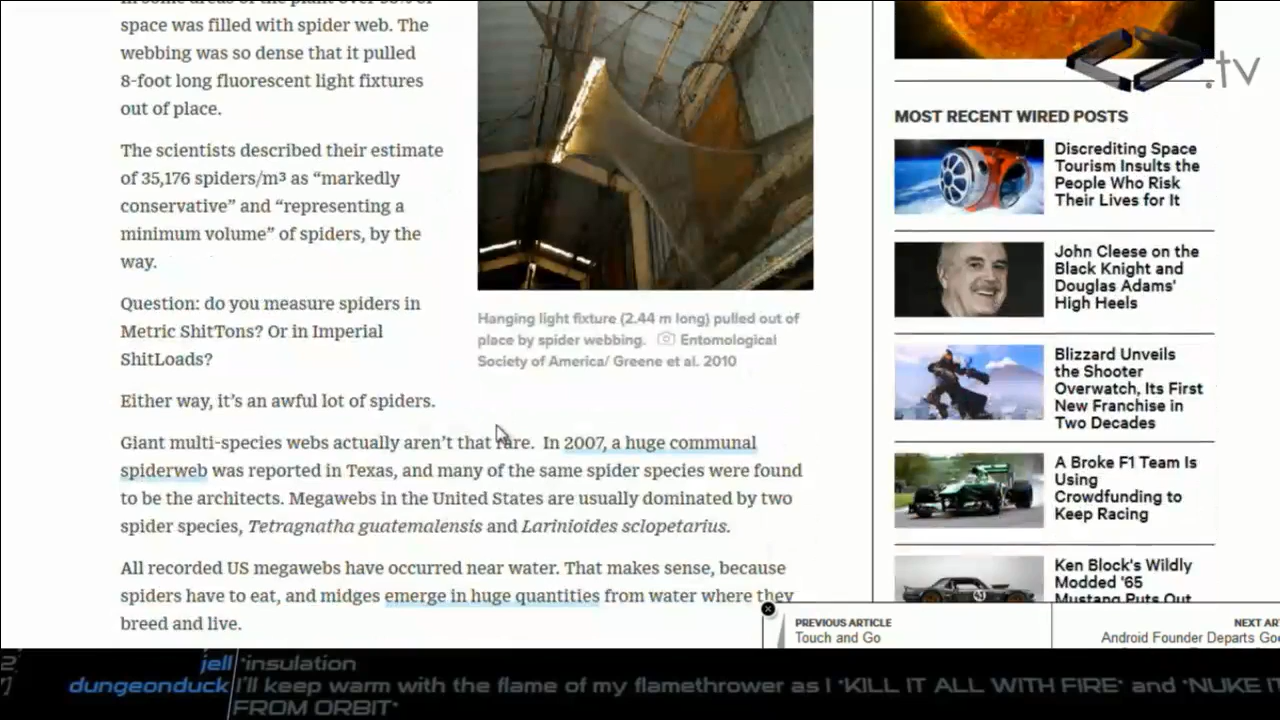 space was filled with spider web. The
webbing was so dense that it pulled
8-foot long fluorescent light fixtures
out of place.
The scientists described their estimate
of 35,176 spiders/m³ as “markedly
conservative” and “representing a
minimum volume” of spiders, by the
way.
Question: do you measure spiders in
Metric ShitTons? Or in Imperial
ShitLoads?
Either way, it’s an awful lot of spiders.
Hanging light fixture (2.44 m long) pulled out of
place by spider webbing. Entomological
Society of America/ Greene et al. 2010
Giant multi-species webs actually aren’t that rare. In 2007, a huge communal
spiderweb was reported in Texas, and many of the same spider species were found
to be the architects. Megawebs in the United States are usually dominated by two
spider species, Tetragnatha guatemalensis and Larinioides sclopetarius.
All recorded US megawebs have occurred near water. That makes sense, because
spiders have to eat, and midges emerge in huge quantities from water where they
breed and live.
.tv
MOST RECENT WIRED POSTS
Discrediting Space
Tourism Insults the
People Who Risk
Their Lives for It
John Cleese on the
Black Knight and
Douglas Adams'
High Heels
Blizzard Unveils
the Shooter
Overwatch, Its First
New Franchise in
Two Decades
A Broke F1 Team Is
Using
Crowdfunding to
Keep Racing
Ken Block's Wildly
Modded '65
Mustang Puts Out
PREVIOUS ARTICLE
Touch and Go
NEXT AR
Android Founder Departs Go
jell *insulation
dungeonduck I'll keep warm with the flame of my flamethrower as I *KILL IT ALL WITH FIRE* and *NUKE IT
FROM ORBIT*